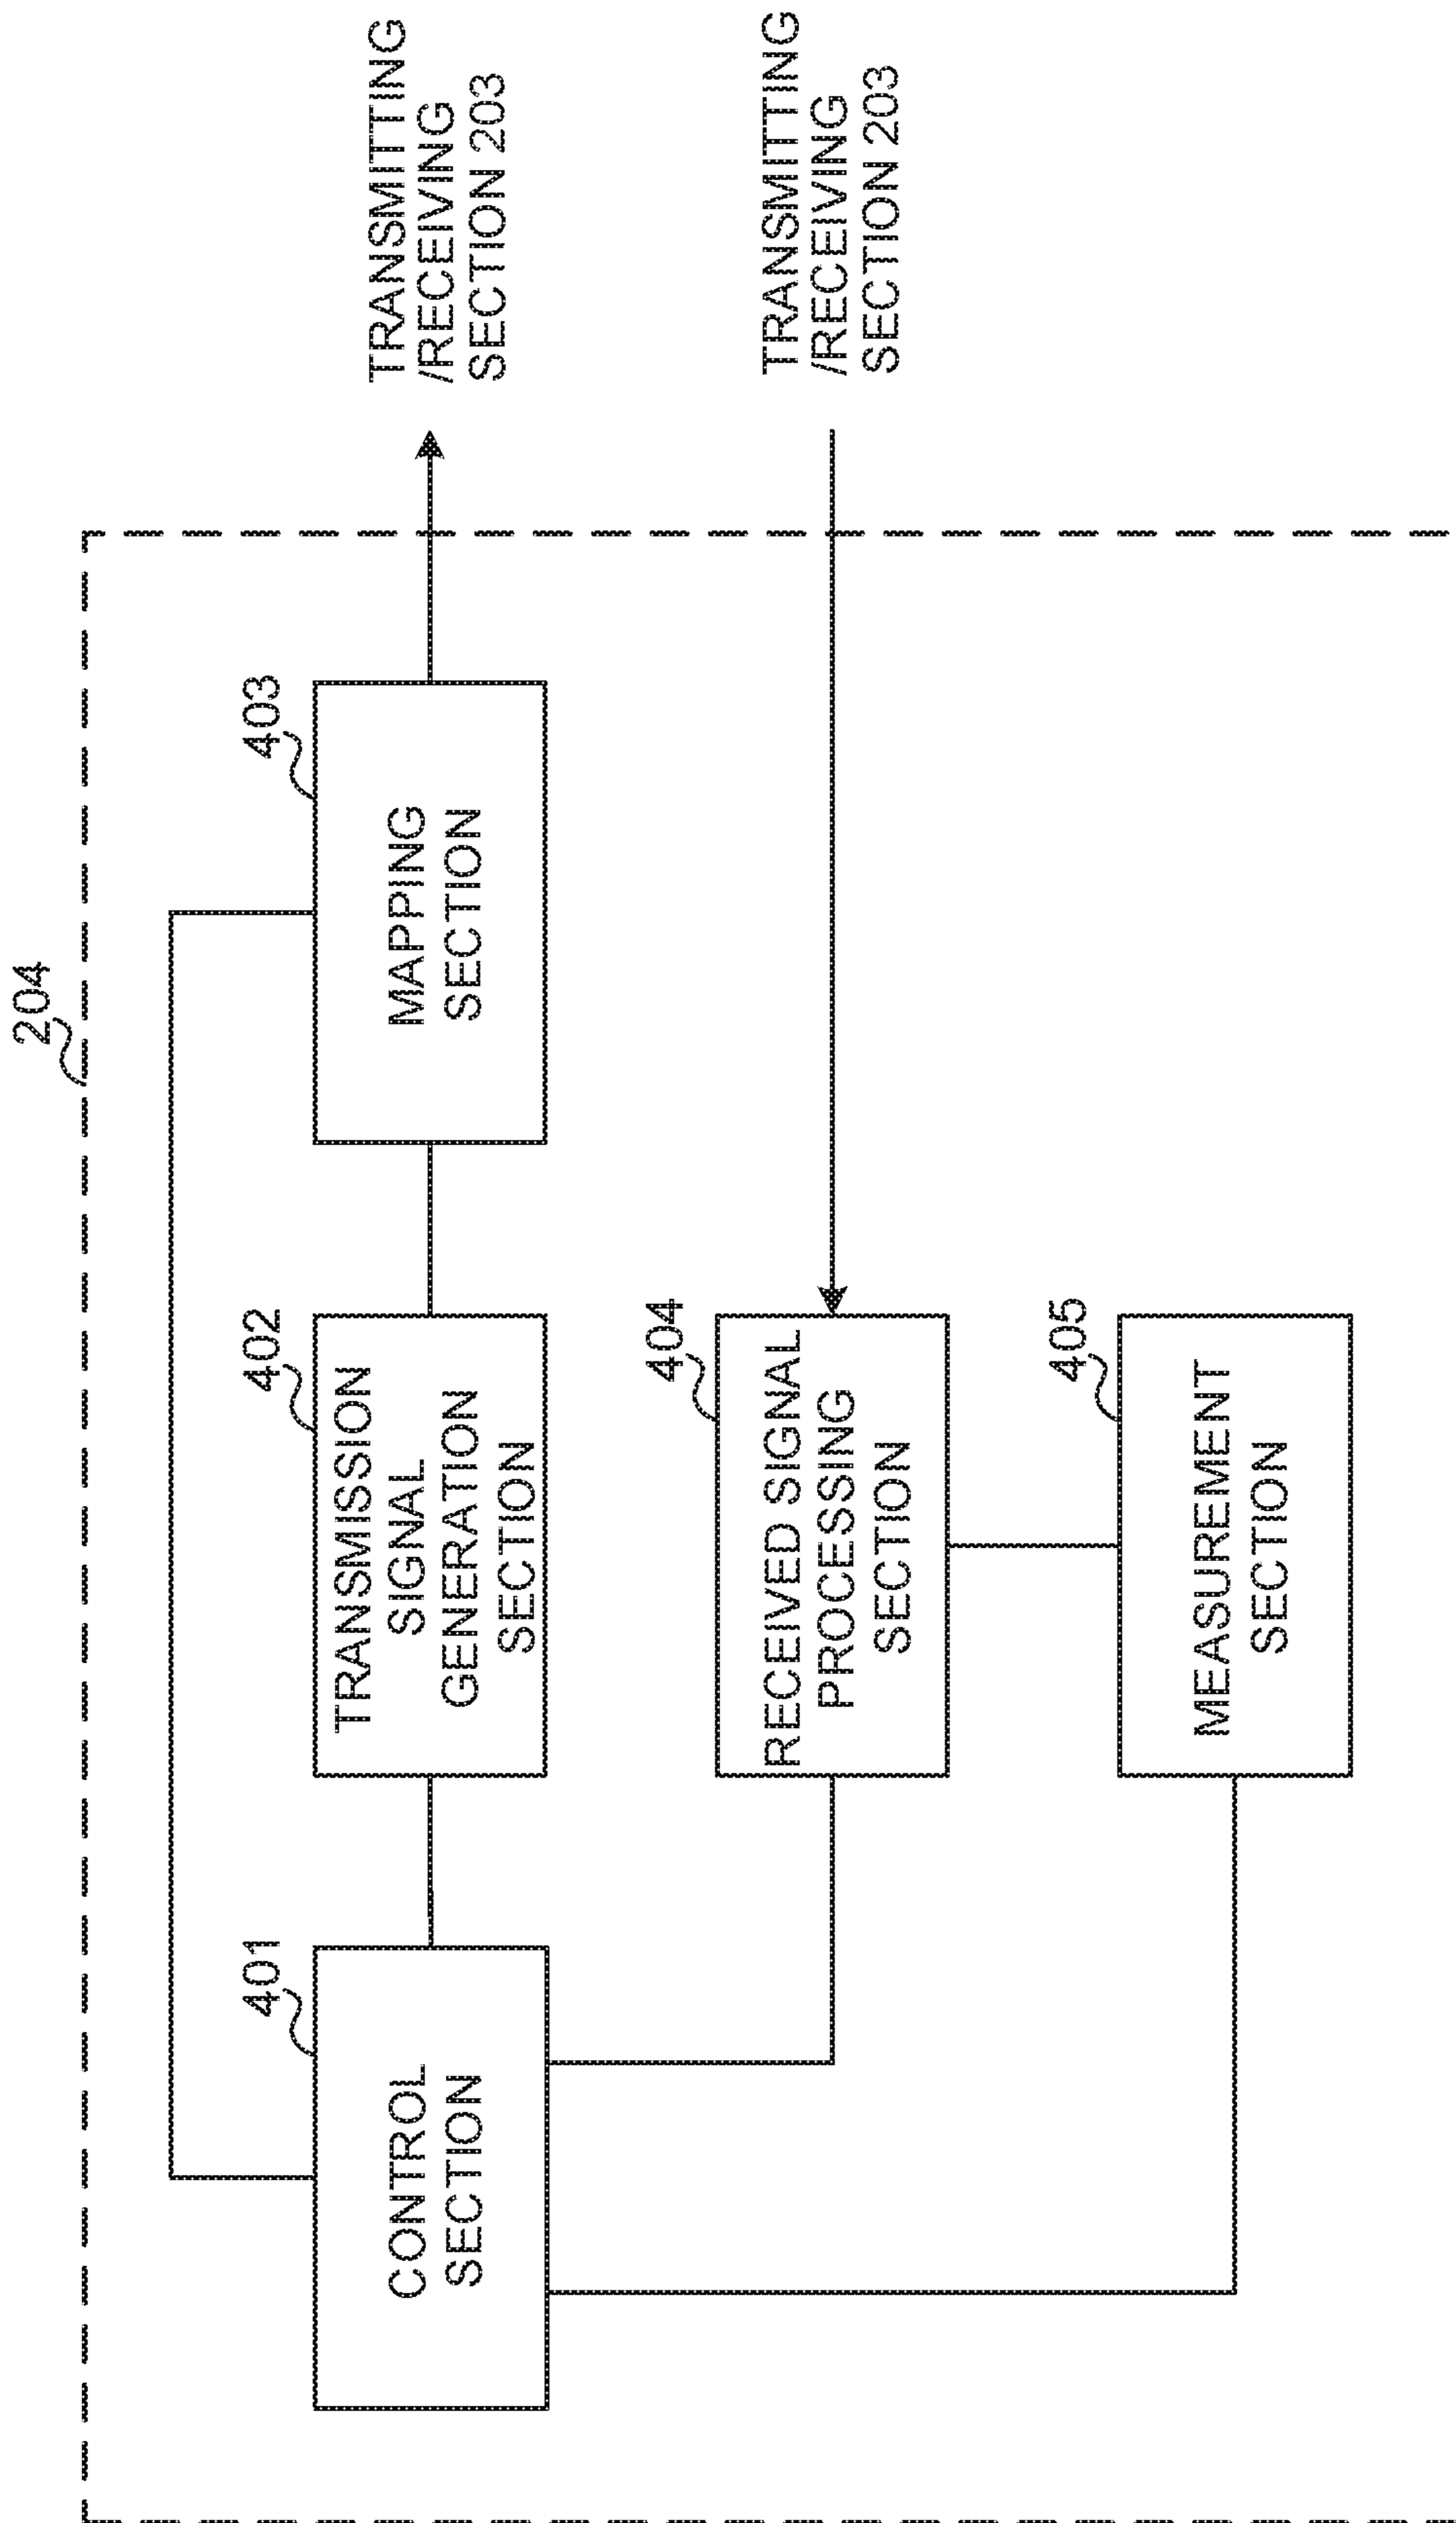 204
401
CONTROL
SECTION
402
TRANSMISSION
SIGNAL
GENERATION
SECTION
403
MAPPING
SECTION
TRANSMITTING
/RECEIVING
SECTION 203
404
RECEIVED SIGNAL
PROCESSING
SECTION
TRANSMITTING
/RECEIVING
SECTION 203
405
MEASUREMENT
SECTION